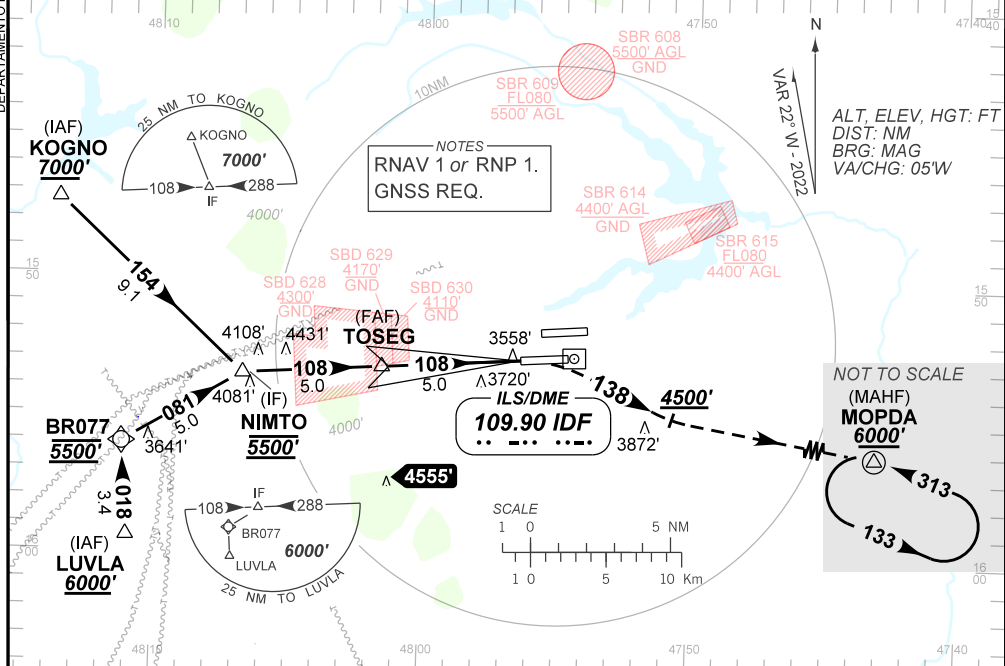 DEPARTAMENTO
48 10
48 00
47 50
47 40
15
40
N
VAR 22° W - 2022
ALT, ELEV, HGT: FT
DIST: NM
BRG: MAG
VA/CHG: 05'W
SBR 608
5500' AGL
GND
SBR 609
FL080
5500' AGL
10NM
25 NM TO KOGNO
KOGNO
7000'
108
288
IF
(IAF)
KOGNO
7000'
NOTES
RNAV 1 or RNP 1.
GNSS REQ.
SBR 614
4400' AGL
GND
SBR 615
FL080
4400' AGL
4000'
15
50
15
50
154
9.1
SBD 628
4300'
GND
SBD 629
4170'
GND
SBD 630
4110'
GND
(FAF)
TOSEG
4108'
4431'
3558'
108
5.0
108
5.0
3720'
4081'
(IF)
NIMTO
5500'
081
5.0
BR077
5500'
3641'
4000'
ILS/DME
109.90 IDF
138
4500'
3872'
NOT TO SCALE
(MAHF)
MOPDA
6000'
313
133
4555'
018
3.4
(IAF)
LUVLA
6000'
IF
108
288
BR077
6000'
LUVLA
25 NM TO LUVLA
SCALE
1 0 5 NM
1 0 5 10 Km
16
00
16
00
48 10
48 00
47 50
47 40